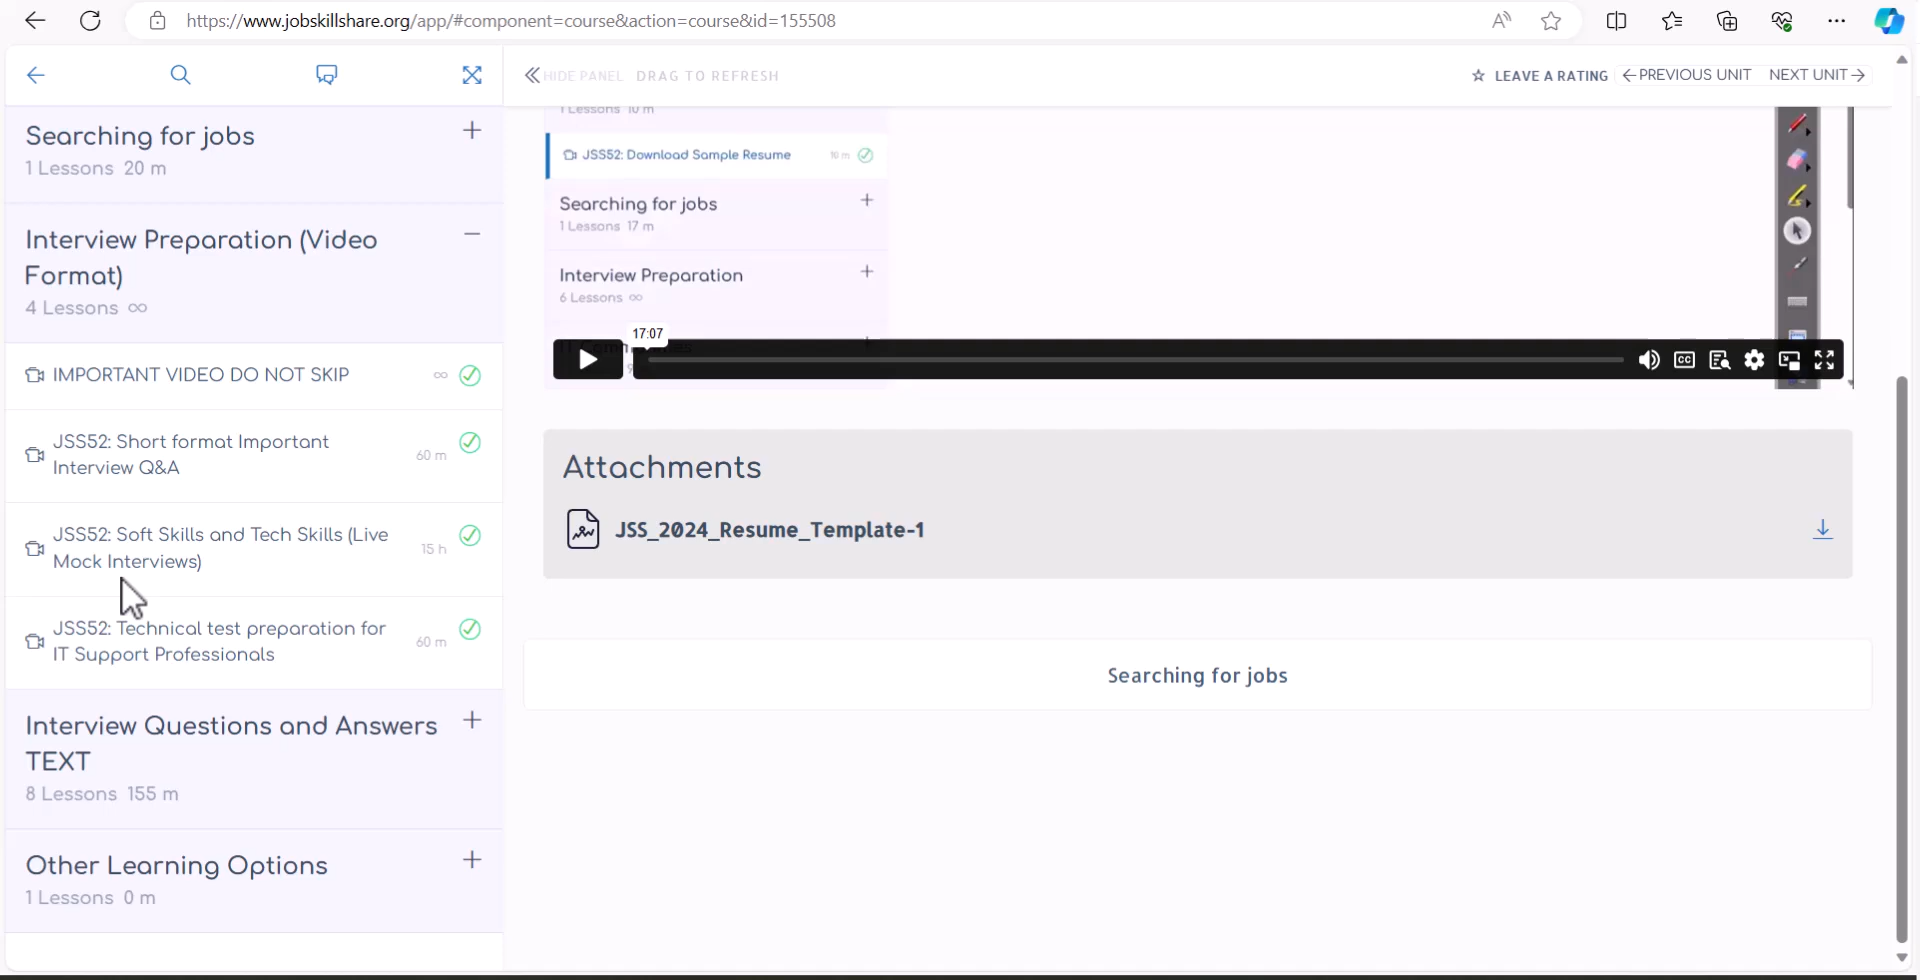 https://www.jobskillshare.org/app/#component=course&action=course&id=155508
HIDE PANEL DRAG TO REFRESH
LEAVE A RATING
PREVIOUS UNIT
NEXT UNIT
Searching for jobs
1 Lessons 20 m
Interview Preparation (Video
Format)
4 Lessons ∞
IMPORTANT VIDEO DO NOT SKIP ∞
JSS52: Short format Important
Interview Q&A
60 m
JSS52: Soft Skills and Tech Skills (Live
Mock Interviews)
15 h
JSS52: Technical test preparation for
IT Support Professionals
60 m
Interview Questions and Answers
TEXT
8 Lessons 155 m
Other Learning Options
1 Lessons 0 m
1 Lessons 10 m
JSS52: Download Sample Resume 10 m
Searching for jobs
1 Lessons 17 m
Interview Preparation
6 Lessons ∞
17:07
CC
Attachments
JSS_2024_Resume_Template-1
Searching for jobs